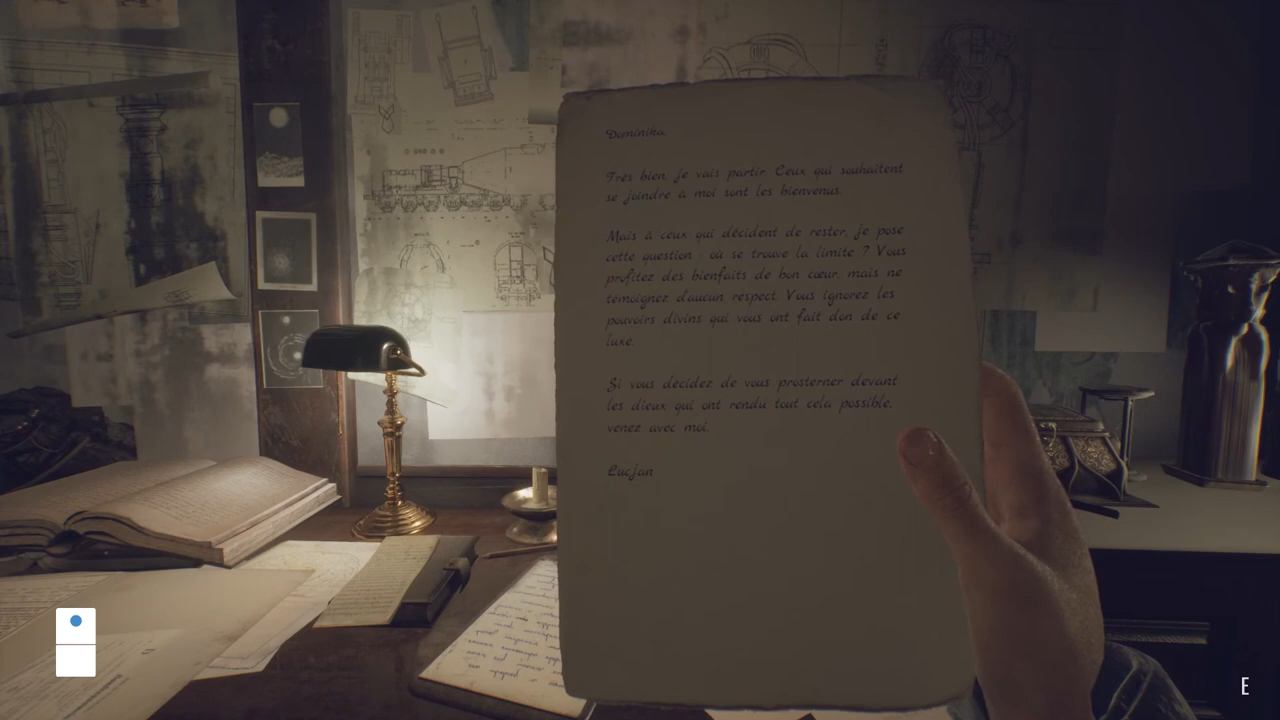 Dominika,
Très bien, je vais partir. Ceux qui souhaitent
se joindre à moi sont les bienvenus.
Mais à ceux qui décident de rester, je pose
cette question : où se trouve la limite ? Vous
profitez des bienfaits de bon cœur, mais ne
témoignez d'aucun respect. Vous ignorez les
pouvoirs divins qui vous ont fait don de ce
luxe.
Si vous décidez de vous prosterner devant
les dieux qui ont rendu tout cela possible,
venez avec moi.
Lucjan
E